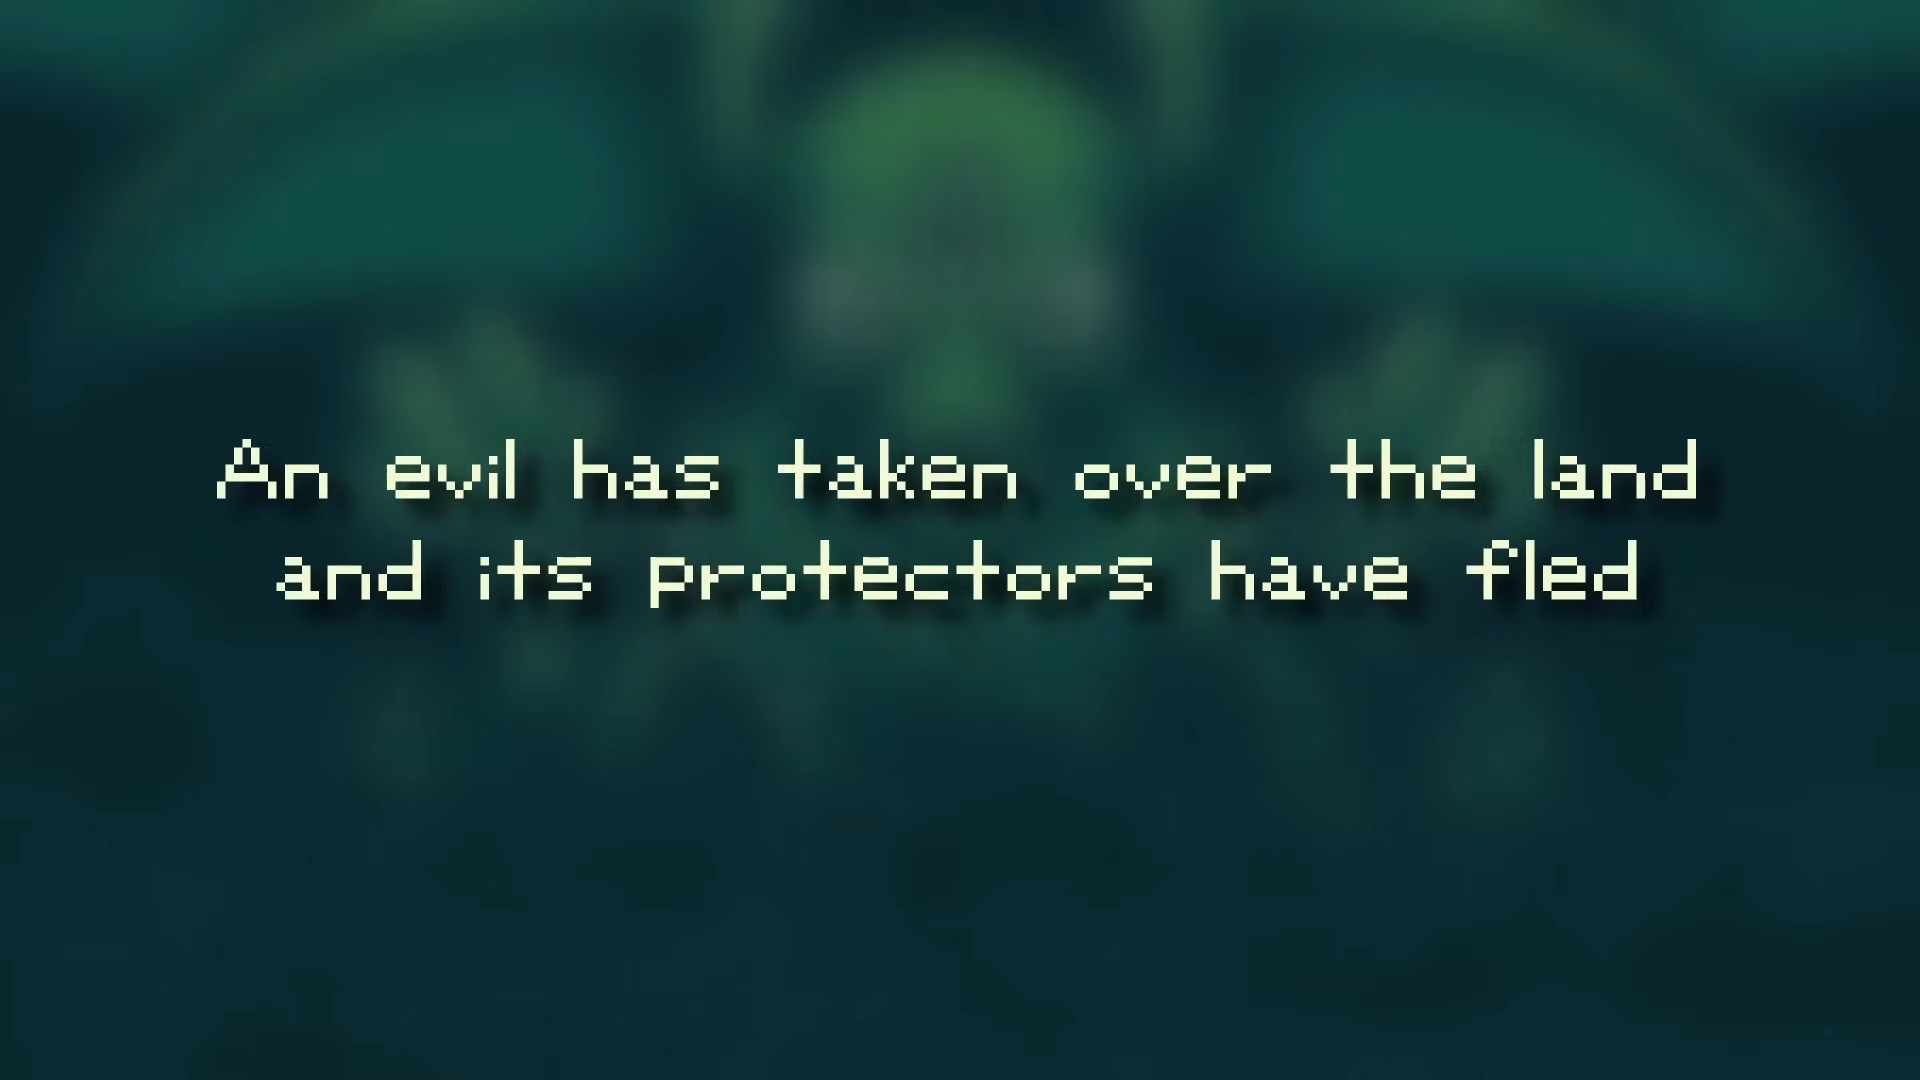 An evil has taken over the land
and its protectors have fled